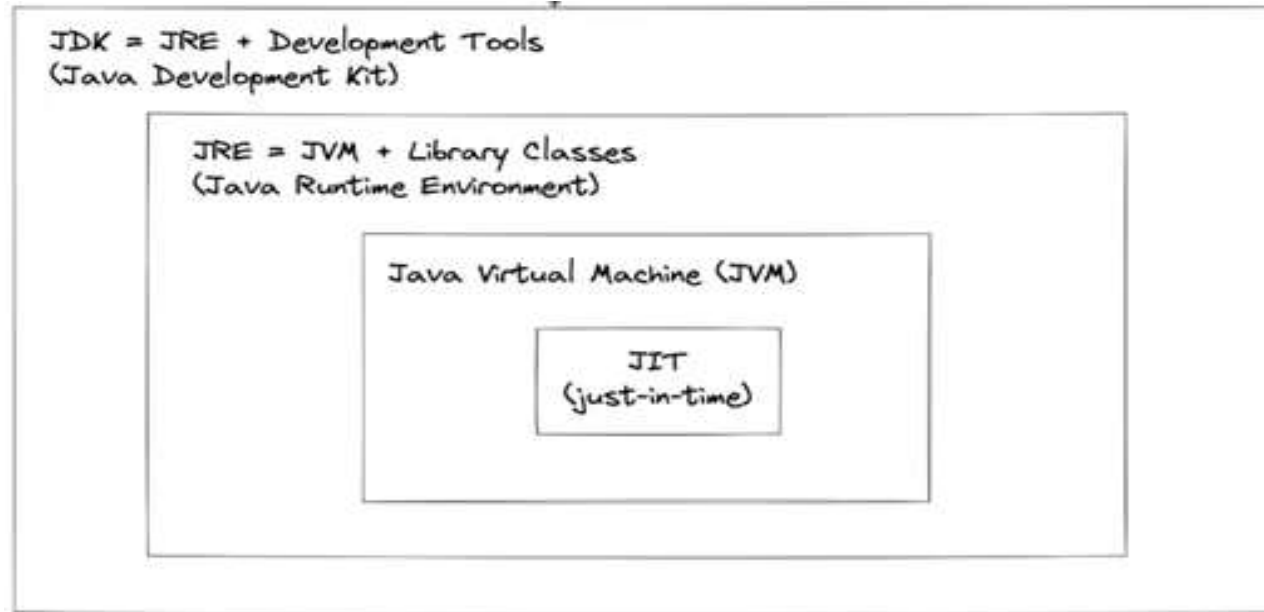 JDK = JRE + Development Tools
(Java Development Kit)
JRE = JVM + Library Classes
(Java Runtime Environment)
Java Virtual Machine (JVM)
JIT
(just-in-time)